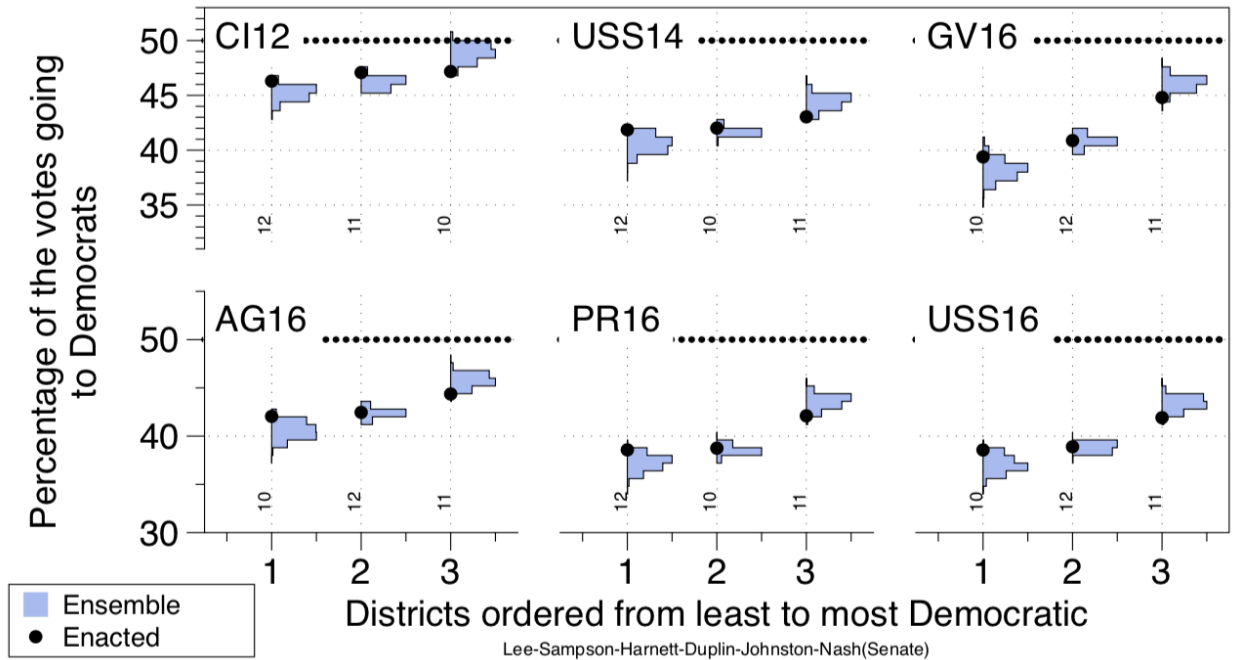 Percentage of the votes going
to Democrats
CI12
USS14
GV16
50
45
40
35
12
11
10
12
10
11
10
12
11
AG16
PR16
USS16
50
40
30
10
12
11
12
10
11
10
12
11
1 2 3 1 2 3 1 2 3
Districts ordered from least to most Democratic
Lee-Sampson-Harnett-Duplin-Johnston-Nash(Senate)
Ensemble
Enacted